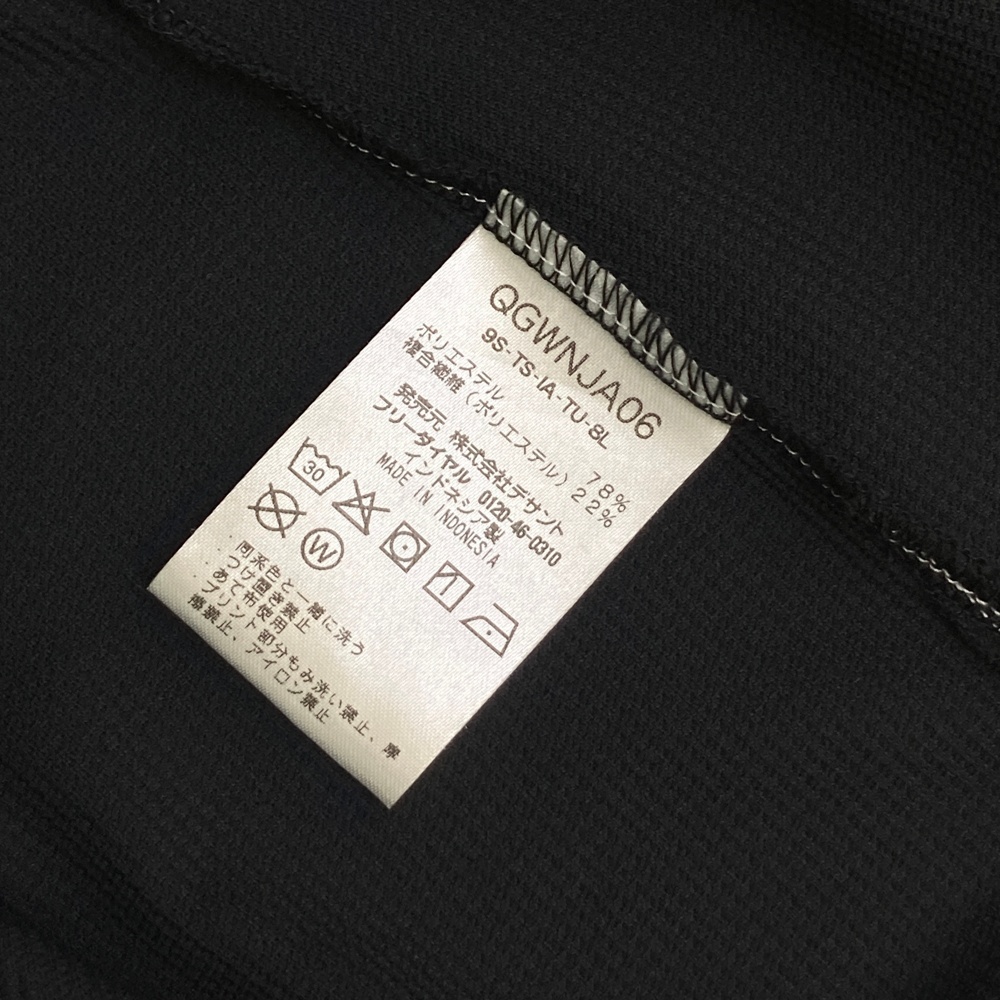 QGWNJA06
9S-TS-IA-TU-8L
ポリエステル 78%
複合繊維(ポリエステル) 22%
発売元 株式会社デサント
フリーダイヤル 0120-46-0310
インドネシア製
MADE IN INDONESIA
30
W
同系色と一緒に洗う
つけ置き禁止
あて布使用
プリント部分もみ洗い禁止、摩
擦禁止、アイロン禁止